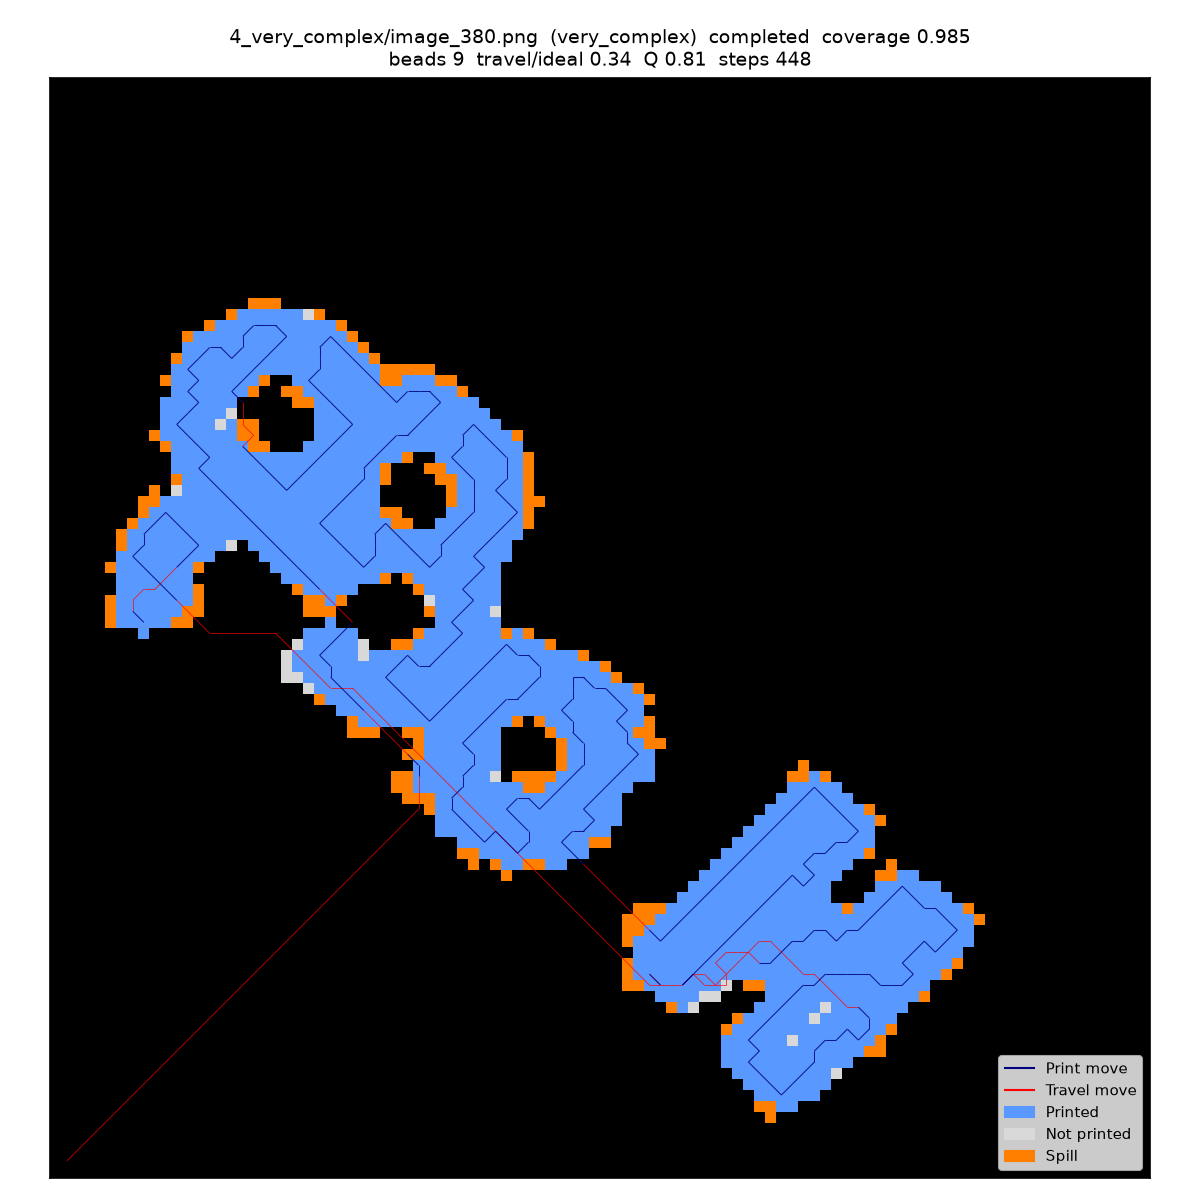 4_very_complex/image_380.png  (very_complex)  completed  coverage 0.985
beads 9  travel/ideal 0.34  Q 0.81  steps 448
Print move
Travel move
Printed
Not printed
Spill